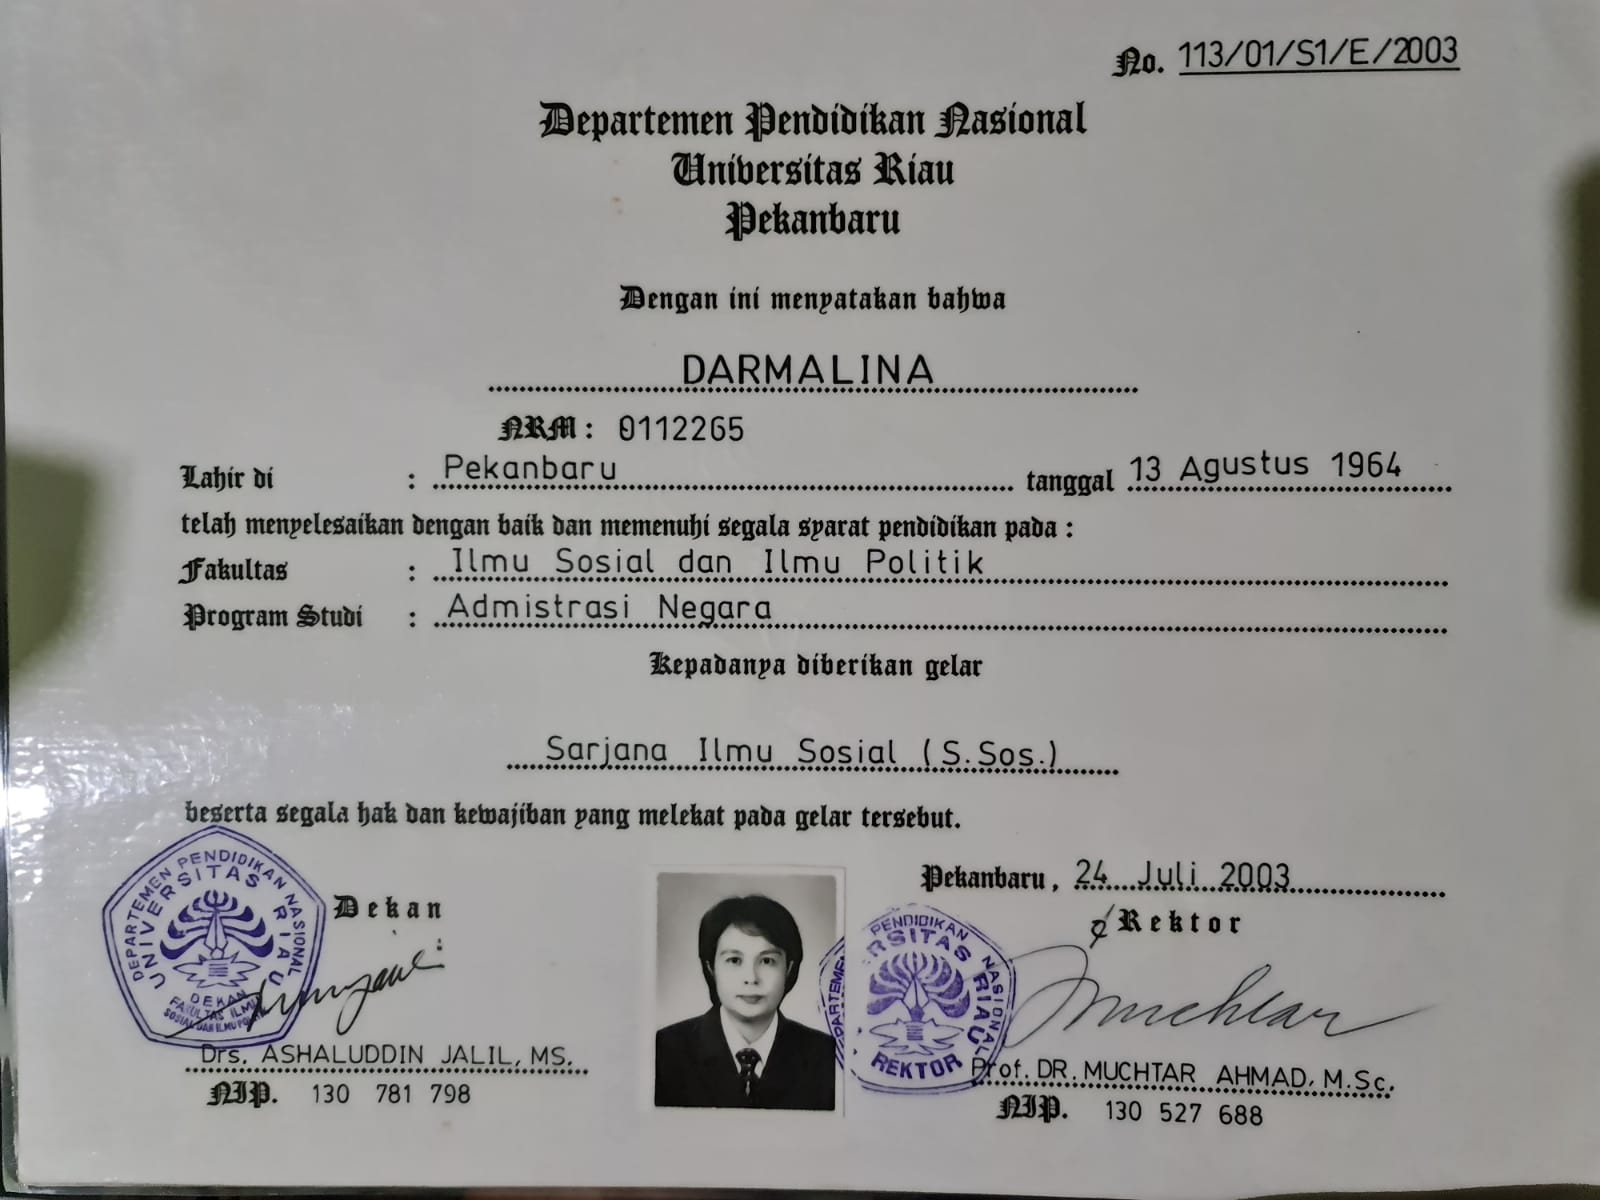 No. 113/01/S1/E/2003
Departemen Pendidikan Nasional
Universitas Riau
Pekanbaru
Dengan ini menyatakan bahwa
DARMALINA
NRM : 0112265
Lahir di : Pekanbaru tanggal 13 Agustus 1964
telah menyelesaikan dengan baik dan memenuhi segala syarat pendidikan pada :
Fakultas : Ilmu Sosial dan Ilmu Politik
Program Studi : Admistrasi Negara
Kepadanya diberikan gelar
Sarjana Ilmu Sosial (S.Sos.)
beserta segala hak dan kewajiban yang melekat pada gelar tersebut.
Pekanbaru, 24 Juli 2003
Dekan
Rektor
DEPARTEMEN PENDIDIKAN NASIONAL
UNIVERSITAS RIAU
DEKAN
FAKULTAS ILMU
SOSIAL DAN ILMU POLITIK
PENDIDIKAN NASIONAL
RSITAS RIAU
REKTOR
Muchtar
Drs. ASHALUDDIN JALIL, MS.
NIP. 130 781 798
Prof. DR. MUCHTAR AHMAD, M.Sc.
NIP. 130 527 688